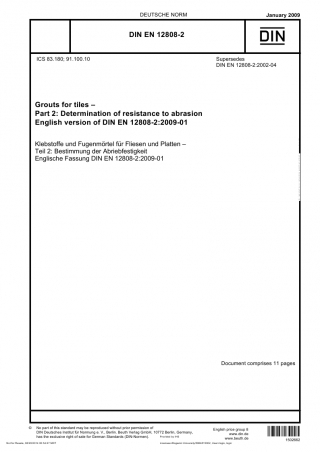 DEUTSCHE NORM
January 2009
DIN EN 12808-2
DIN
ICS 83.180; 91.100.10
Supersedes
DIN EN 12808-2:2002-04
Grouts for tiles –
Part 2: Determination of resistance to abrasion
English version of DIN EN 12808-2:2009-01
Klebstoffe und Fugenmörtel für Fliesen und Platten –
Teil 2: Bestimmung der Abriebfestigkeit
Englische Fassung DIN EN 12808-2:2009-01
Document comprises 11 pages
© No part of this standard may be reproduced without prior permission of
DIN Deutsches Institut für Normung e. V., Berlin. Beuth Verlag GmbH, 10772 Berlin, Germany,
has the exclusive right of sale for German Standards (DIN-Normen).
English price group 8
www.din.de
www.beuth.de